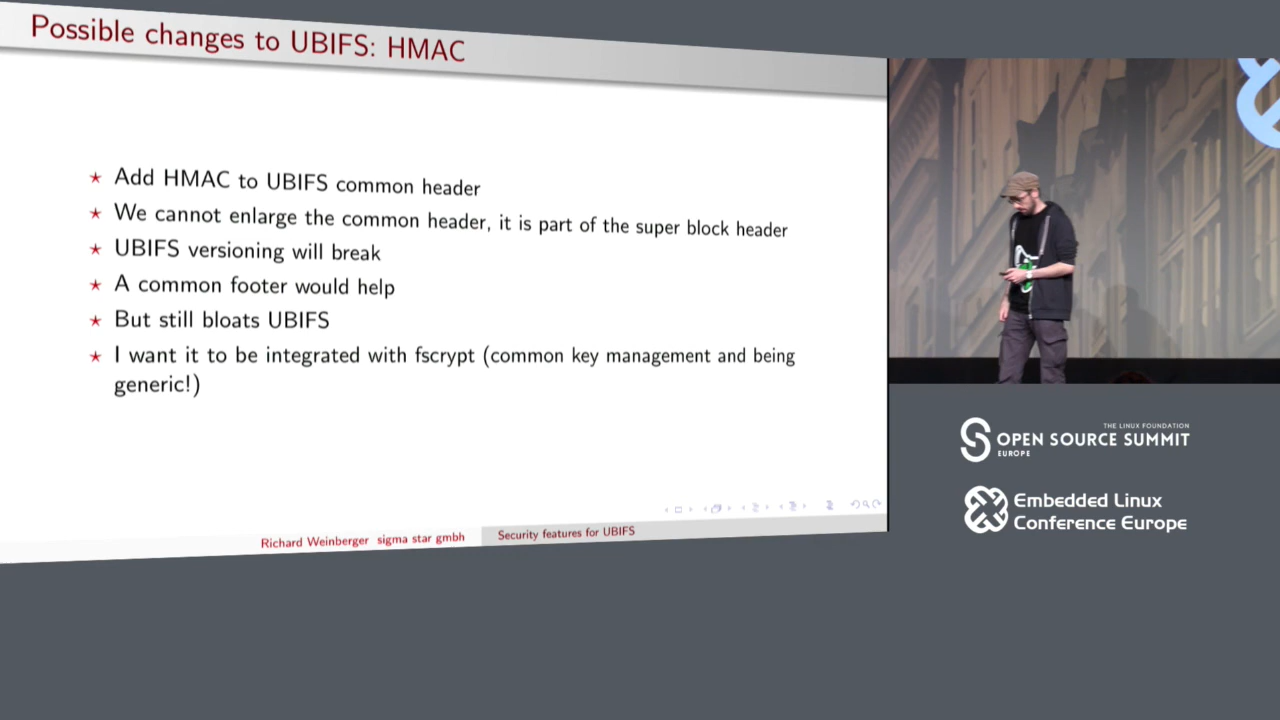 Possible changes to UBIFS: HMAC
Add HMAC to UBIFS common header
We cannot enlarge the common header, it is part of the super block header
UBIFS versioning will break
A common footer would help
But still bloats UBIFS
I want it to be integrated with fscrypt (common key management and being
generic!)
Richard Weinberger sigma star gmbh
Security features for UBIFS
THE LINUX FOUNDATION
OPEN SOURCE SUMMIT
EUROPE
Embedded Linux
Conference Europe